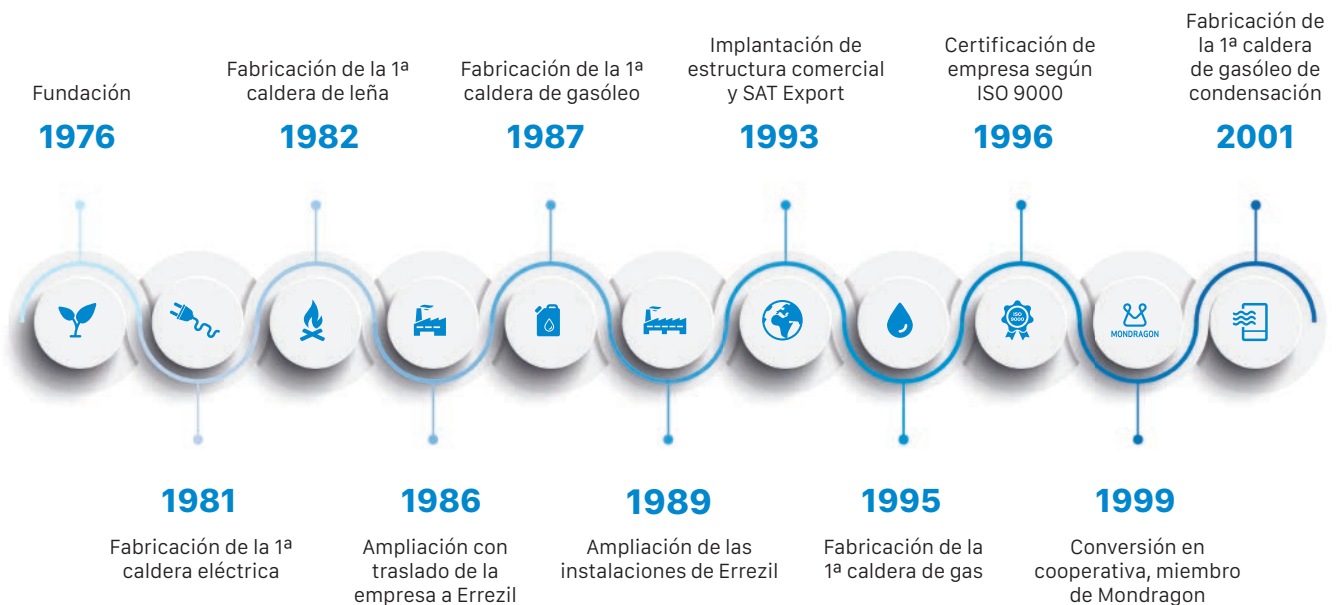 Fundación
1976
Fabricación de la 1ª
caldera eléctrica
1981
Fabricación de la 1ª
caldera de leña
1982
Ampliación con
traslado de la
empresa a Errezil
1986
Fabricación de la 1ª
caldera de gasóleo
1987
Ampliación de las
instalaciones de Errezil
1989
Implantación de
estructura comercial
y SAT Export
1993
Fabricación de la
1ª caldera de gas
1995
Certificación de
empresa según
ISO 9000
1996
ISO
9000
Conversión en
cooperativa, miembro
de Mondragon
1999
MONDRAGON
Fabricación de
la 1ª caldera
de gasóleo de
condensación
2001